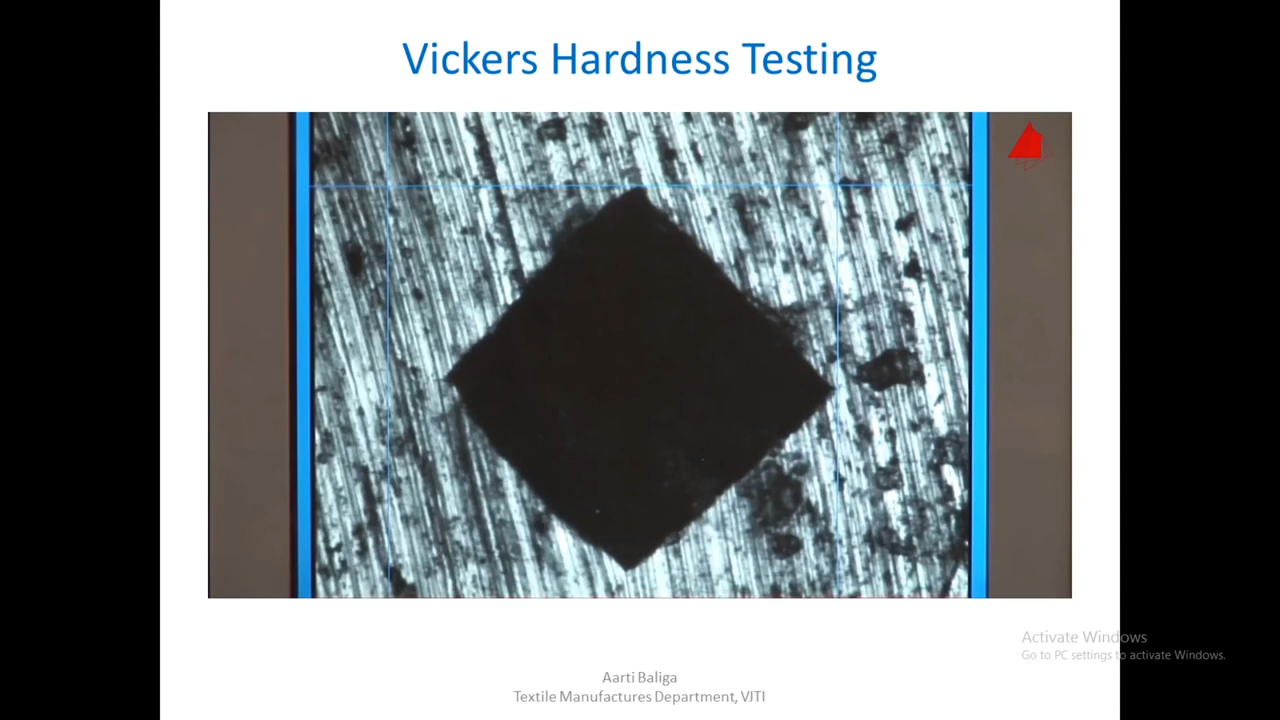 Vickers Hardness Testing
Activate Windows
Go to PC settings to activate Windows.
Aarti Baliga
Textile Manufactures Department, VJTI